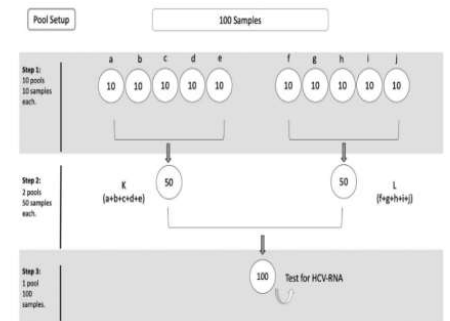 Pool Setup
100 Samples
a b c d e f g h i j
Step 1:
10 pools
10 samples
each.
10 10 10 10 10 10 10 10 10 10
Step 2:
2 pools
50 samples
each.
K
(a+b+c+d+e)
50
50
L
(f+g+h+i+j)
Step 3:
1 pool
100
samples.
100
Test for HCV-RNA